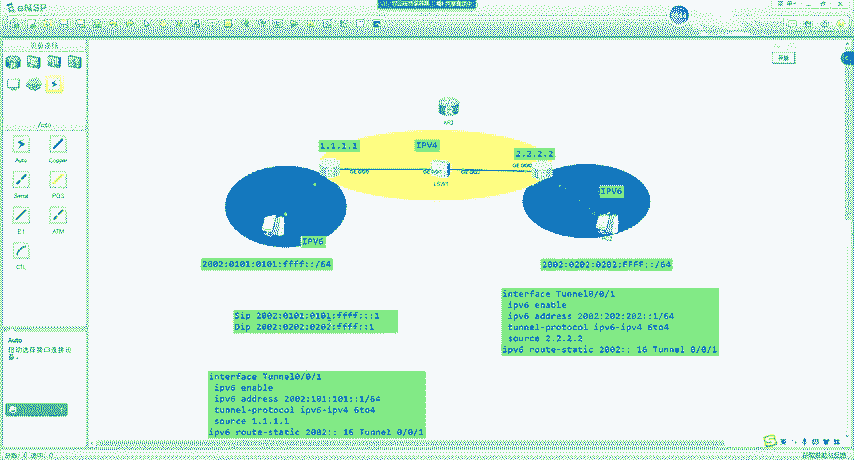 eNSP
Auto
Auto
Copper
Serial
POS
E1
ATM
CTL
Auto
1.1.1.1
IPV4
2.2.2.2
IPV6
IPV6
2002:0101:0101:ffff::/64
2002:0202:0202:FFFF::/64
Sip 2002:0101:0101:ffff:::1
Dip 2002:0202:0202:ffff::1
interface Tunnel0/0/1
ipv6 enable
ipv6 address 2002:202:202::1/64
tunnel-protocol ipv6-ipv4 6to4
source 2.2.2.2
ipv6 route-static 2002:: 16 Tunnel 0/0/1
interface Tunnel0/0/1
ipv6 enable
ipv6 address 2002:101:101::1/64
tunnel-protocol ipv6-ipv4 6to4
source 1.1.1.1
ipv6 route-static 2002:: 16 Tunnel 0/0/1